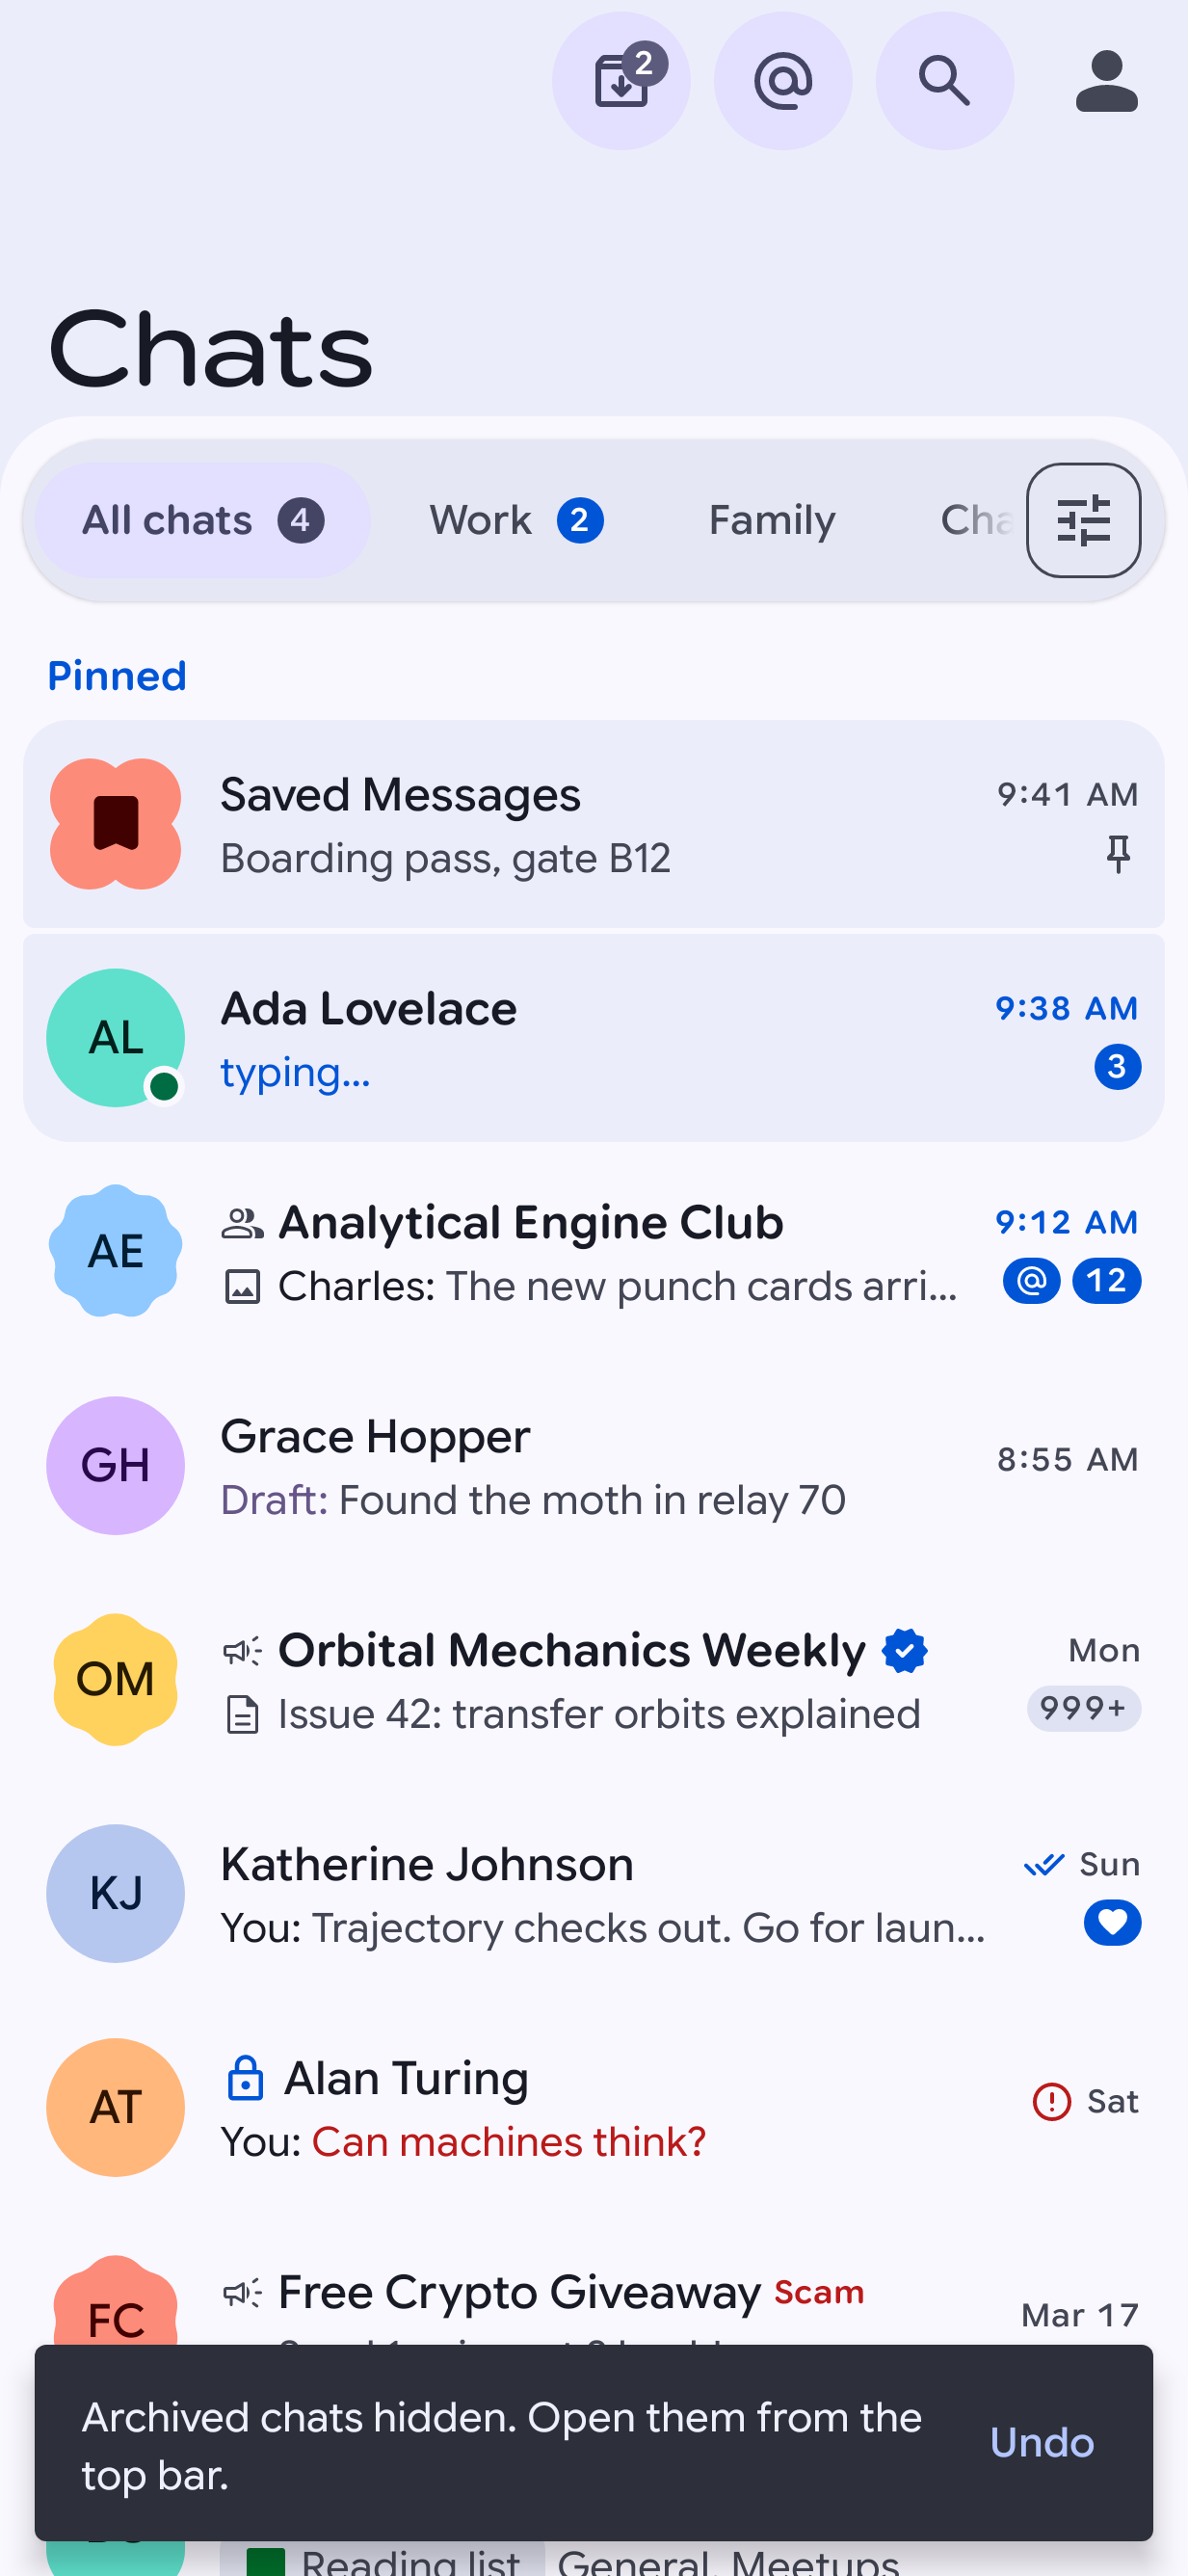 2
Chats
All chats 4
Work 2
Family
Cha
Pinned
Saved Messages
9:41 AM
Boarding pass, gate B12
AL
Ada Lovelace
9:38 AM
typing...
3
AE
Analytical Engine Club
9:12 AM
Charles: The new punch cards arri...
@ 12
GH
Grace Hopper
8:55 AM
Draft: Found the moth in relay 70
OM
Orbital Mechanics Weekly
Mon
Issue 42: transfer orbits explained
999+
KJ
Katherine Johnson
Sun
You: Trajectory checks out. Go for laun...
AT
Alan Turing
Sat
You: Can machines think?
FC
Free Crypto Giveaway Scam
Mar 17
Archived chats hidden. Open them from the
top bar.
Undo
Reading list General, Meetups